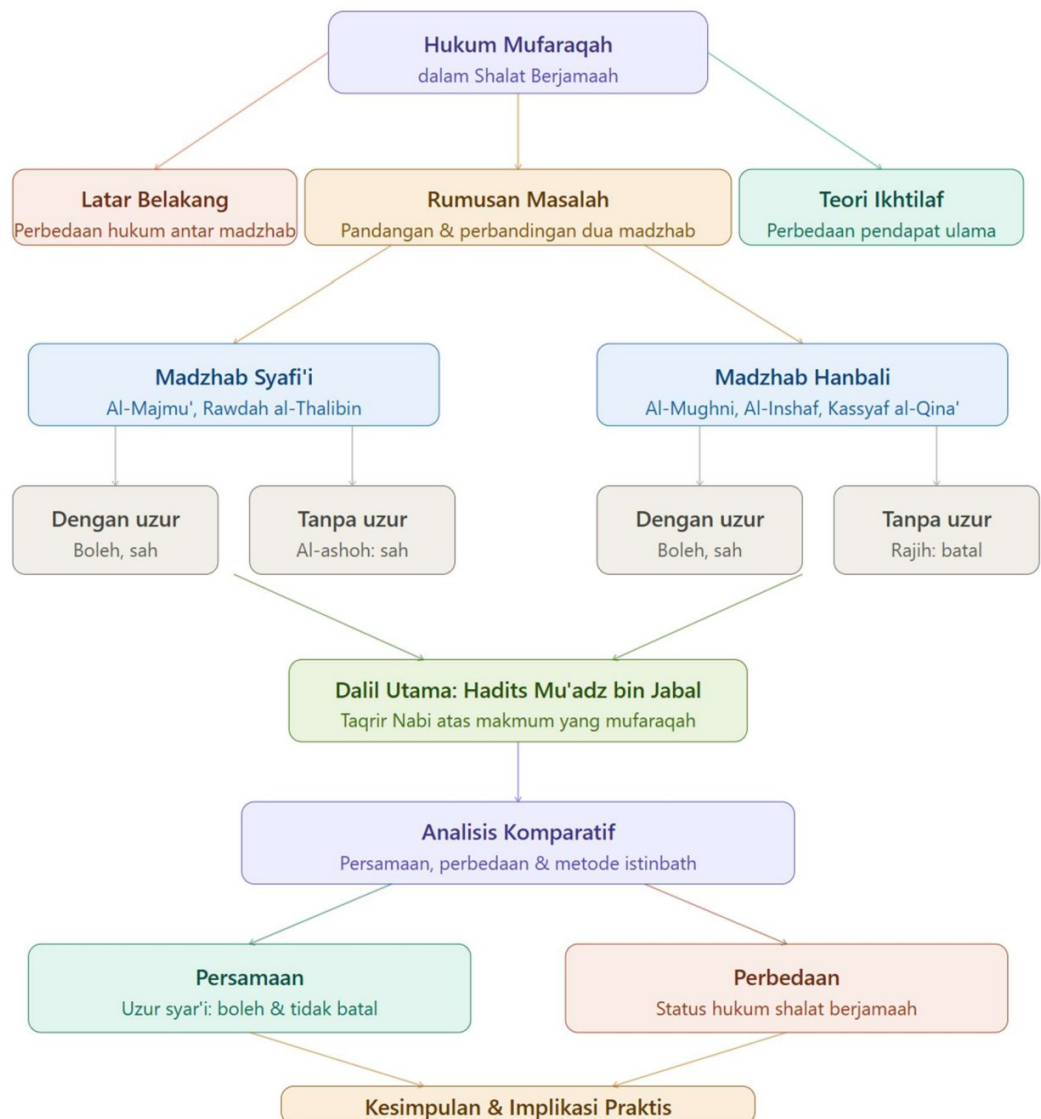 Hukum Mufaraqah
dalam Shalat Berjamaah
Latar Belakang
Perbedaan hukum antar madzhab
Rumusan Masalah
Pandangan & perbandingan dua madzhab
Teori Ikhtilaf
Perbedaan pendapat ulama
Madzhab Syafi'i
Al-Majmu', Rawdah al-Thalibin
Madzhab Hanbali
Al-Mughni, Al-Inshaf, Kassyaf al-Qina'
Dengan uzur
Boleh, sah
Tanpa uzur
Al-ashoh: sah
Dengan uzur
Boleh, sah
Tanpa uzur
Rajih: batal
Dalil Utama: Hadits Mu'adz bin Jabal
Taqrir Nabi atas makmum yang mufaraqah
Analisis Komparatif
Persamaan, perbedaan & metode istinbath
Persamaan
Uzur syar'i: boleh & tidak batal
Perbedaan
Status hukum shalat berjamaah
Kesimpulan & Implikasi Praktis